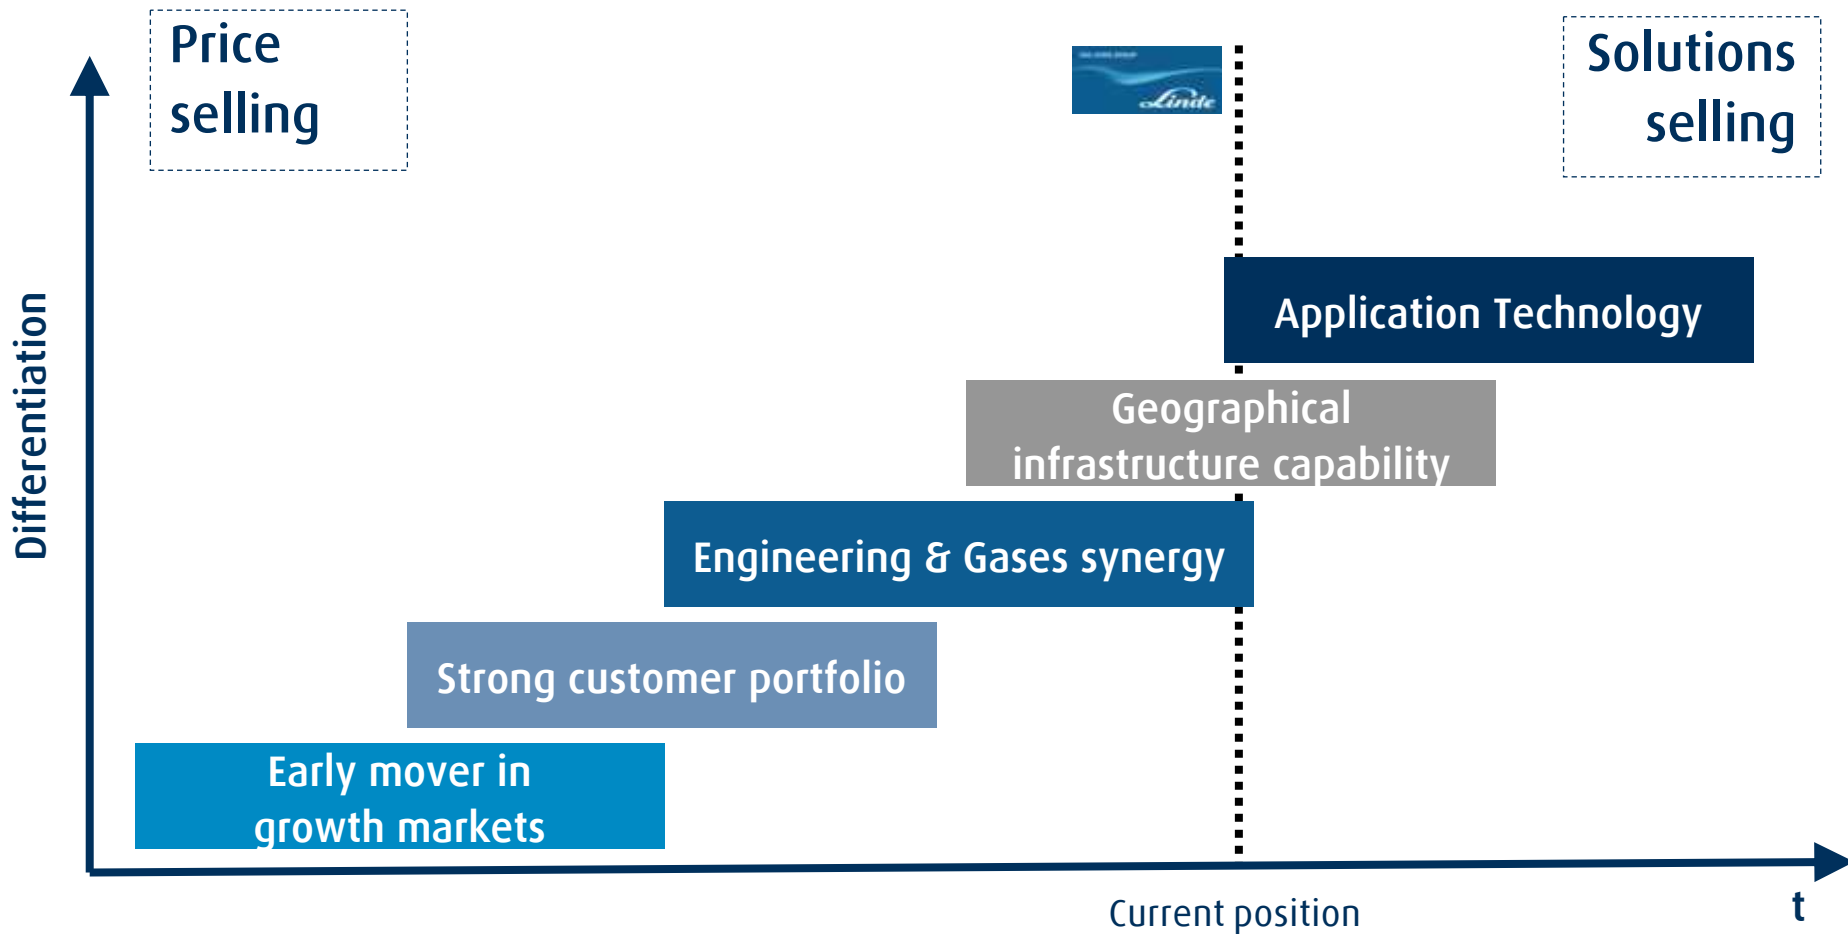 Price
selling
Linde
Solutions
selling
Differentiation
Application Technology
Geographical
infrastructure capability
Engineering & Gases synergy
Strong customer portfolio
Early mover in
growth markets
Current position
t